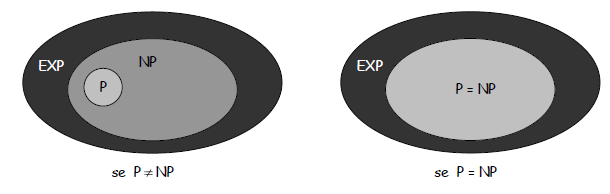 EXP
NP
P
se P ≠ NP
EXP
P = NP
se P = NP